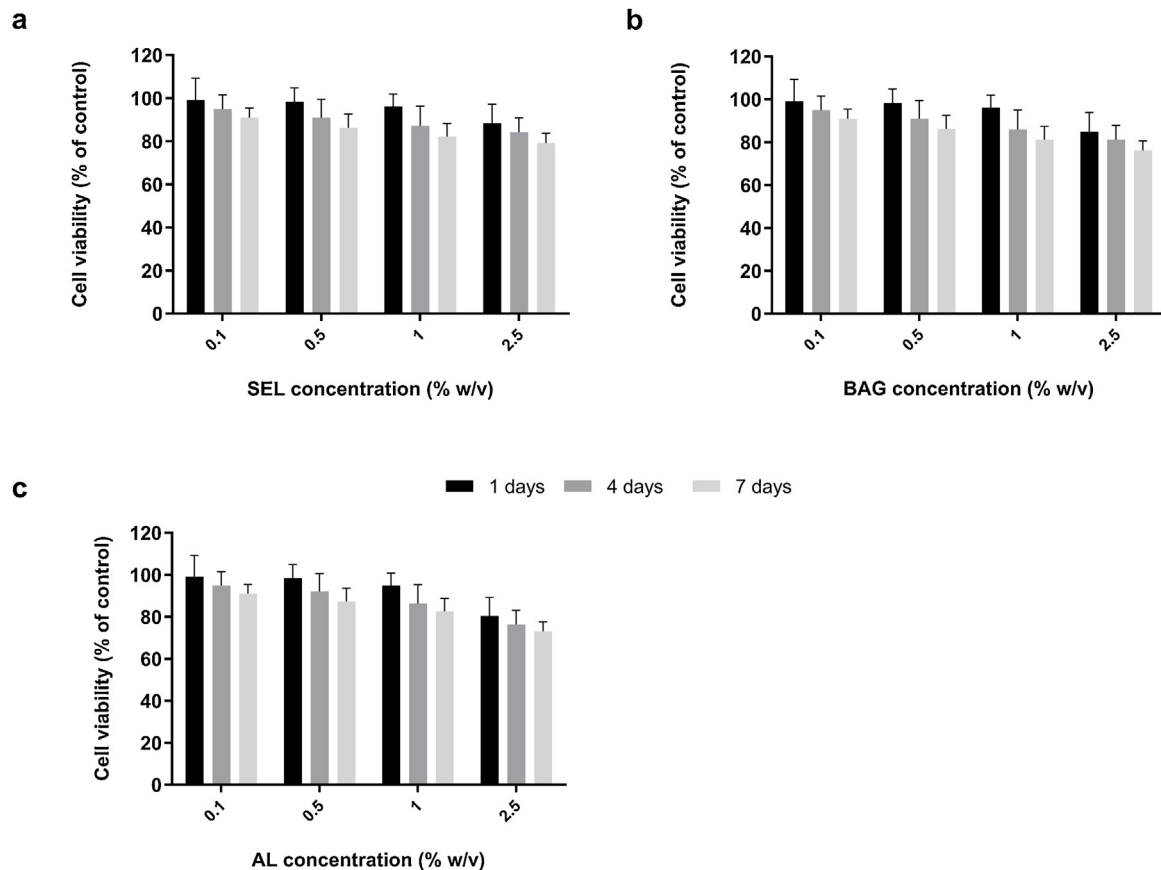 a
Cell viability (% of control)
120
100
80
60
40
20
0
0.1
0.5
1
2.5
SEL concentration (% w/v)
b
Cell viability (% of control)
120
100
80
60
40
20
0
0.1
0.5
1
2.5
BAG concentration (% w/v)
1 days
4 days
7 days
c
Cell viability (% of control)
120
100
80
60
40
20
0
0.1
0.5
1
2.5
AL concentration (% w/v)